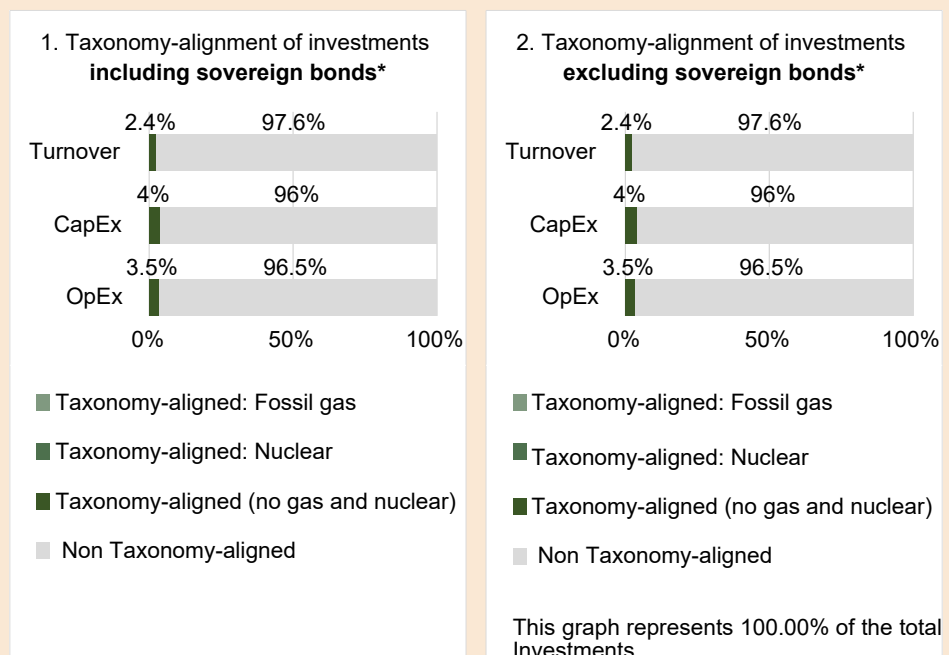 1. Taxonomy-alignment of investments
including sovereign bonds*
2.4% 97.6%
Turnover
4% 96%
CapEx
3.5% 96.5%
OpEx
0% 50% 100%
Taxonomy-aligned: Fossil gas
Taxonomy-aligned: Nuclear
Taxonomy-aligned (no gas and nuclear)
Non Taxonomy-aligned
2. Taxonomy-alignment of investments
excluding sovereign bonds*
2.4% 97.6%
Turnover
4% 96%
CapEx
3.5% 96.5%
OpEx
0% 50% 100%
Taxonomy-aligned: Fossil gas
Taxonomy-aligned: Nuclear
Taxonomy-aligned (no gas and nuclear)
Non Taxonomy-aligned
This graph represents 100.00% of the total
Investments